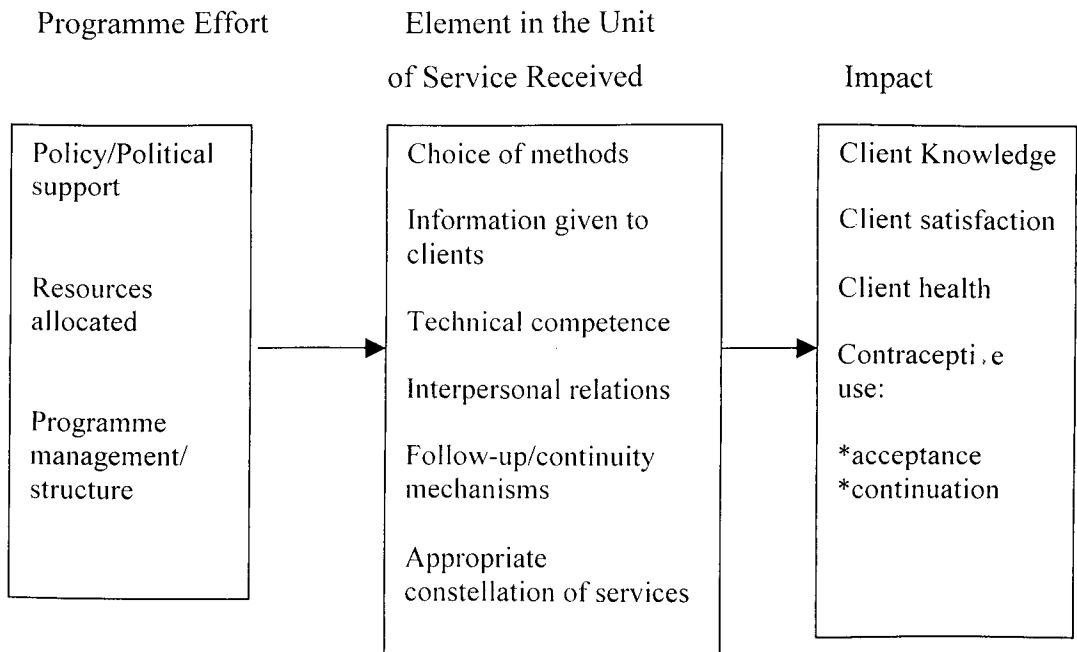 Programme Effort
Element in the Unit
of Service Received
Impact
Policy/Political
support
Resources
allocated
Programme
management/
structure
Choice of methods
Information given to
clients
Technical competence
Interpersonal relations
Follow-up/continuity
mechanisms
Appropriate
constellation of services
Client Knowledge
Client satisfaction
Client health
Contracepti.e
use:
*acceptance
*continuation